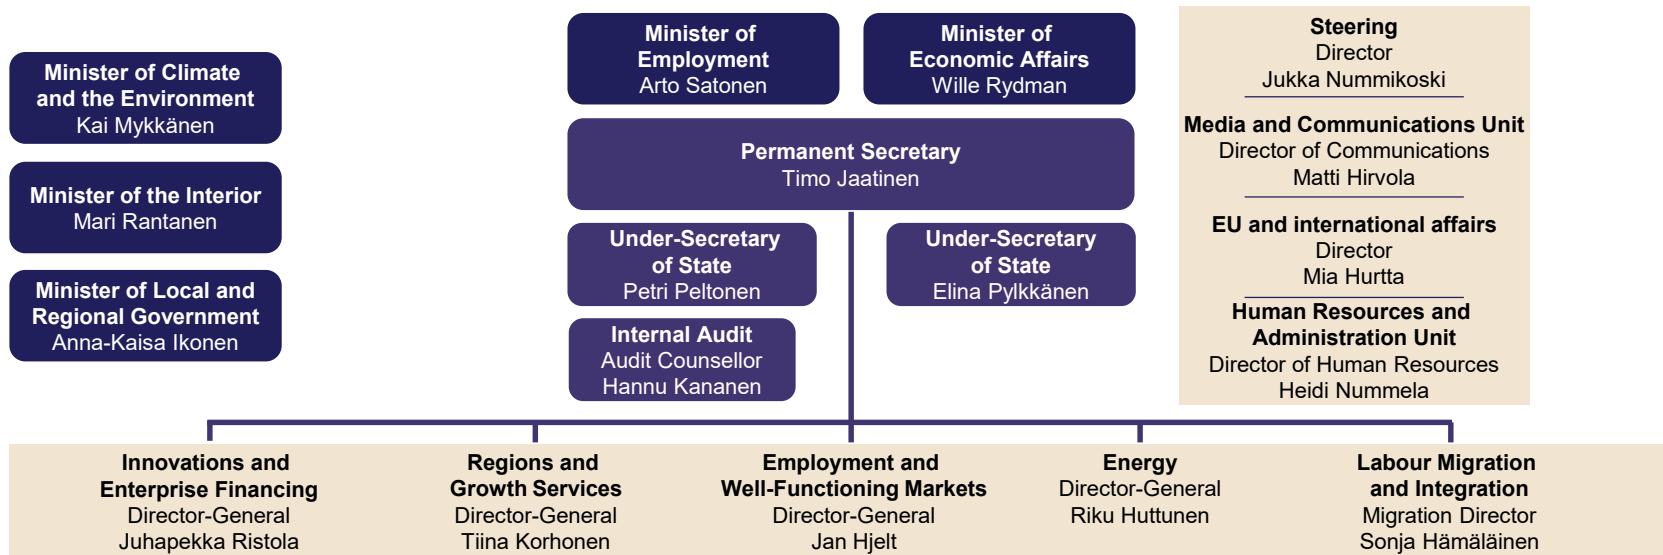 Minister of Climate
and the Environment
Kai Mykkänen
Minister of the Interior
Mari Rantanen
Minister of Local and
Regional Government
Anna-Kaisa Ikonen
Minister of
Employment
Arto Satonen
Minister of
Economic Affairs
Wille Rydman
Permanent Secretary
Timo Jaatinen
Under-Secretary
of State
Petri Peltonen
Under-Secretary
of State
Elina Pylkkänen
Internal Audit
Audit Counsellor
Hannu Kananen
Steering
Director
Jukka Nummikoski
Media and Communications Unit
Director of Communications
Matti Hirvola
EU and international affairs
Director
Mia Hurtta
Human Resources and
Administration Unit
Director of Human Resources
Heidi Nummela
Innovations and
Enterprise Financing
Director-General
Juhapekka Ristola
Regions and
Growth Services
Director-General
Tiina Korhonen
Employment and
Well-Functioning Markets
Director-General
Jan Hjelt
Energy
Director-General
Riku Huttunen
Labour Migration
and Integration
Migration Director
Sonja Hämäläinen